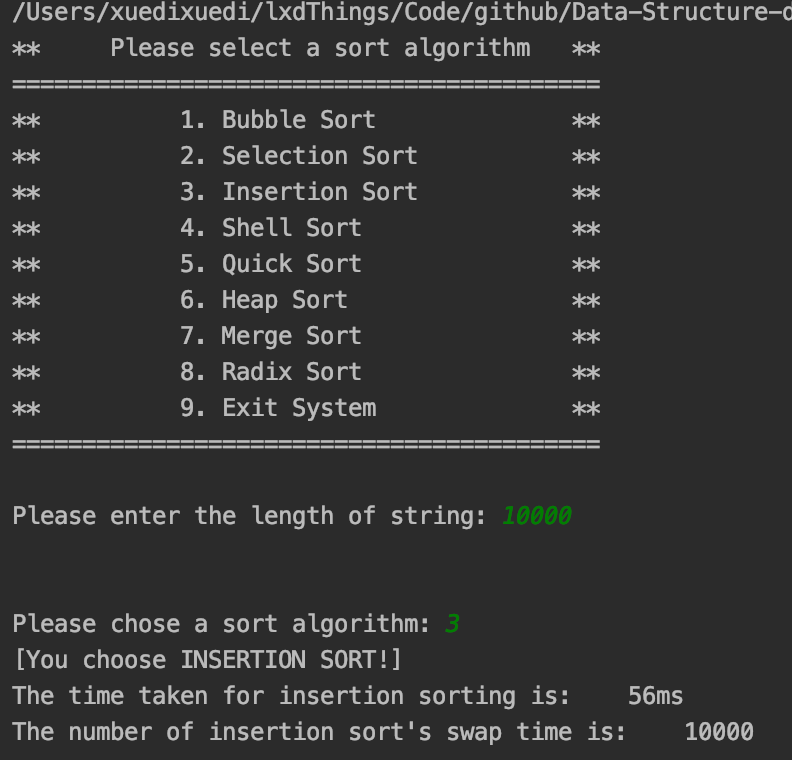 /Users/xuedixuedi/lxdThings/Code/github/Data-Structure-d
** Please select a sort algorithm **
==========================================
** 1. Bubble Sort **
** 2. Selection Sort **
** 3. Insertion Sort **
** 4. Shell Sort **
** 5. Quick Sort **
** 6. Heap Sort **
** 7. Merge Sort **
** 8. Radix Sort **
** 9. Exit System **
==========================================
Please enter the length of string: 10000
Please chose a sort algorithm: 3
[You choose INSERTION SORT!]
The time taken for insertion sorting is: 56ms
The number of insertion sort's swap time is: 10000